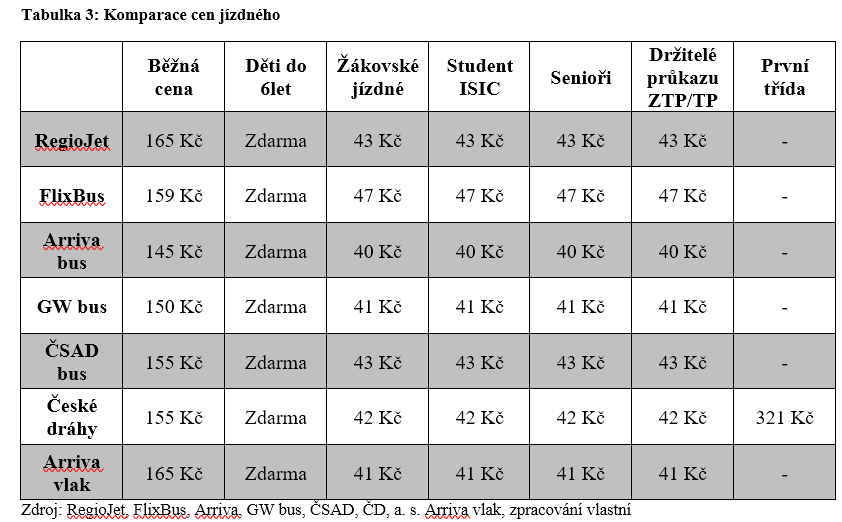 Tabulka 3: Komparace cen jízdného
Běžná cena | Děti do 6let | Žákovské jízdné | Student ISIC | Senioři | Držitelé průkazu ZTP/TP | První třída
RegioJet | 165 Kč | Zdarma | 43 Kč | 43 Kč | 43 Kč | 43 Kč | -
FlixBus | 159 Kč | Zdarma | 47 Kč | 47 Kč | 47 Kč | 47 Kč | -
Arriva bus | 145 Kč | Zdarma | 40 Kč | 40 Kč | 40 Kč | 40 Kč | -
GW bus | 150 Kč | Zdarma | 41 Kč | 41 Kč | 41 Kč | 41 Kč | -
ČSAD bus | 155 Kč | Zdarma | 43 Kč | 43 Kč | 43 Kč | 43 Kč | -
České dráhy | 155 Kč | Zdarma | 42 Kč | 42 Kč | 42 Kč | 42 Kč | 321 Kč
Arriva vlak | 165 Kč | Zdarma | 41 Kč | 41 Kč | 41 Kč | 41 Kč | -
Zdroj: RegioJet, FlixBus, Arriva, GW bus, ČSAD, ČD, a. s. Arriva vlak, zpracování vlastní